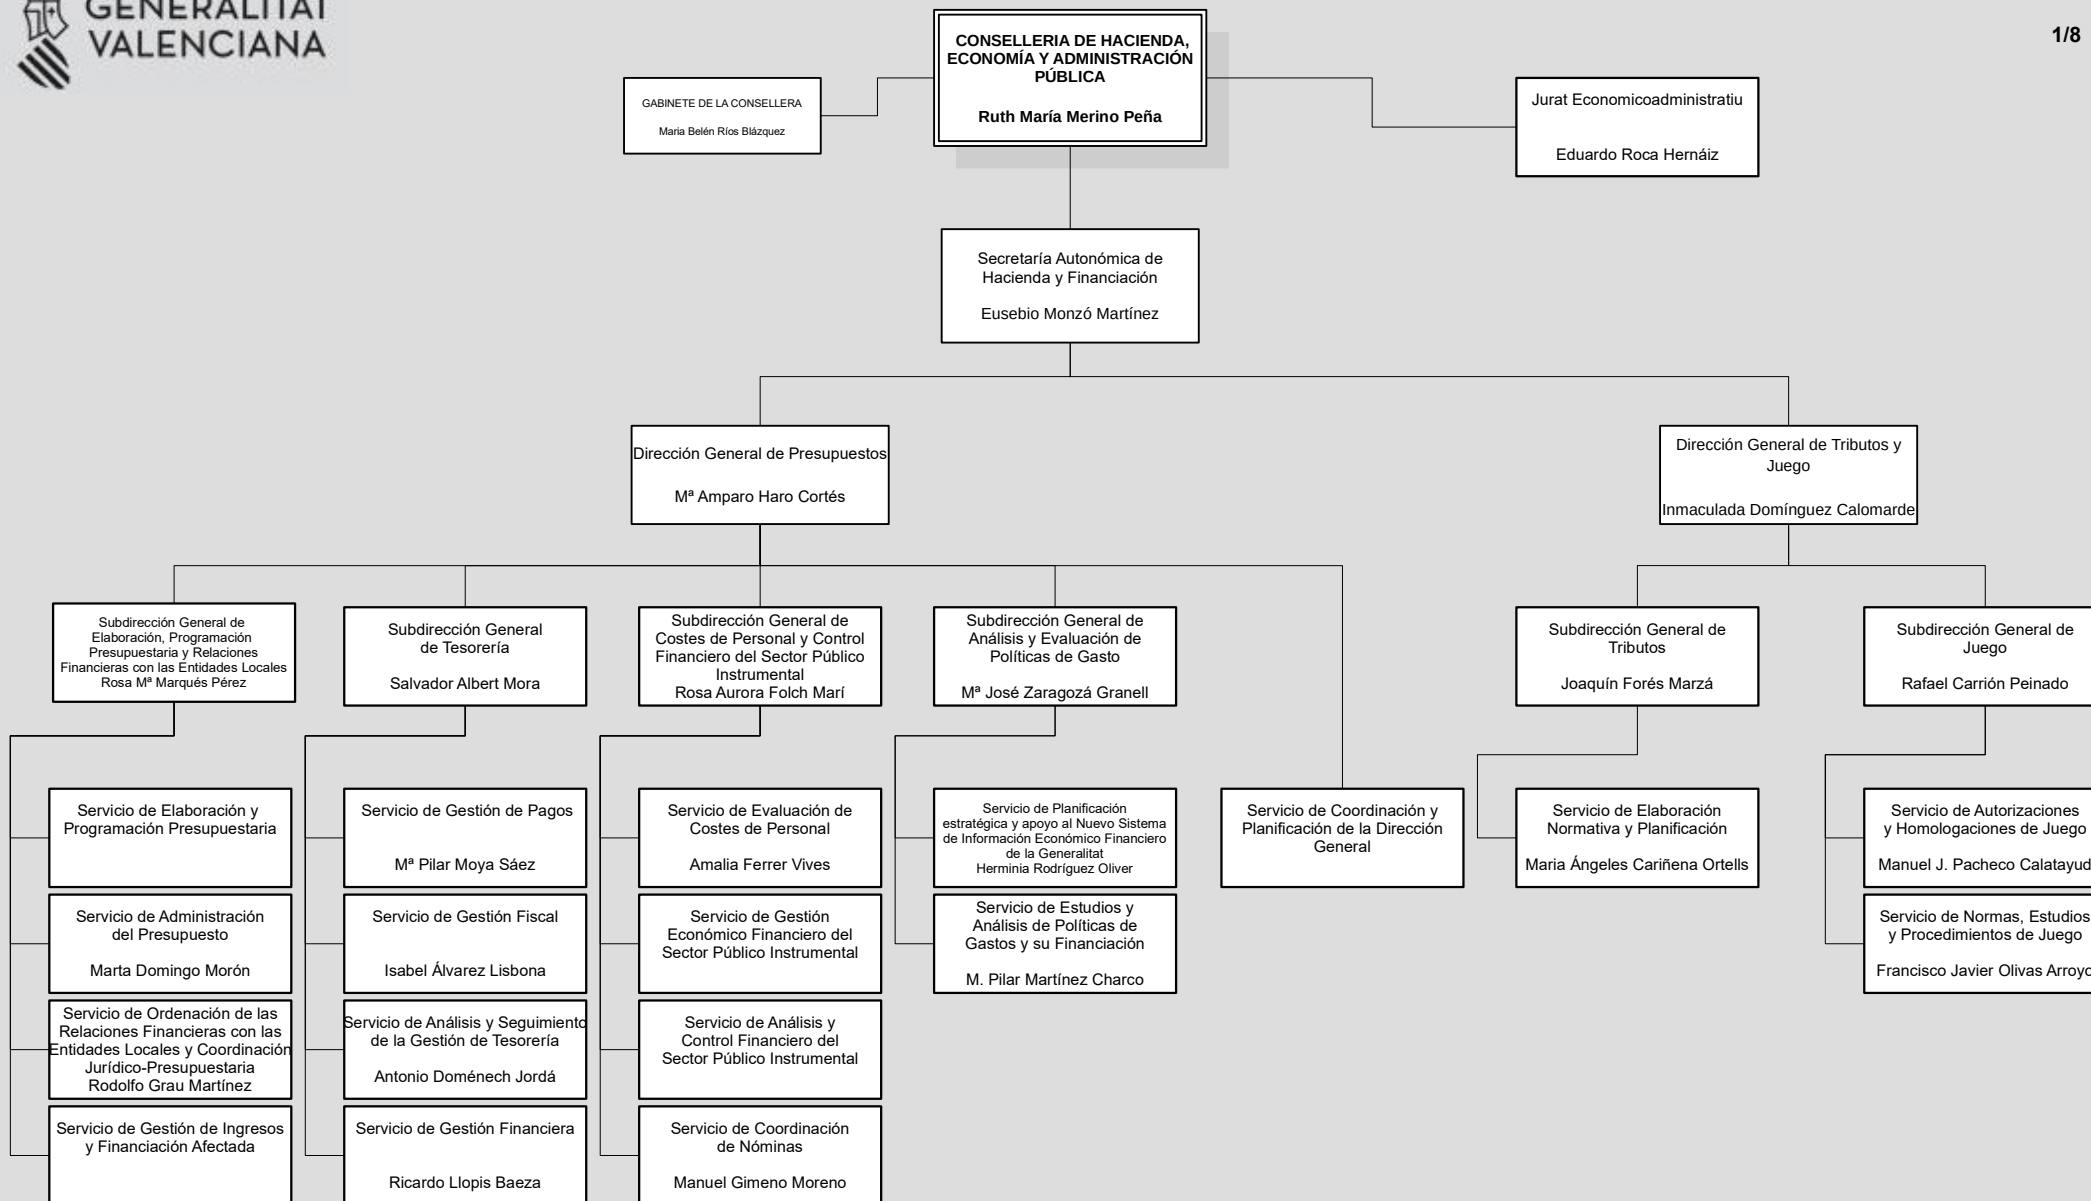 GENERALITAT
VALENCIANA
1/8
CONSELLERIA DE HACIENDA,
ECONOMÍA Y ADMINISTRACIÓN
PÚBLICA
Ruth María Merino Peña
GABINETE DE LA CONSELLERA
Maria Belén Ríos Blázquez
Jurat Economicoadministratiu
Eduardo Roca Hernáiz
Secretaría Autonómica de
Hacienda y Financiación
Eusebio Monzó Martínez
Dirección General de Presupuestos
Mª Amparo Haro Cortés
Dirección General de Tributos y
Juego
Inmaculada Domínguez Calomarde
Subdirección General de
Elaboración, Programación
Presupuestaria y Relaciones
Financieras con las Entidades Locales
Rosa Mª Marqués Pérez
Subdirección General
de Tesorería
Salvador Albert Mora
Subdirección General de
Costes de Personal y Control
Financiero del Sector Público
Instrumental
Rosa Aurora Folch Marí
Subdirección General de
Análisis y Evaluación de
Políticas de Gasto
Mª José Zaragozá Granell
Subdirección General de
Tributos
Joaquín Forés Marzá
Subdirección General de
Juego
Rafael Carrión Peinado
Servicio de Elaboración y
Programación Presupuestaria
Servicio de Gestión de Pagos
Mª Pilar Moya Sáez
Servicio de Evaluación de
Costes de Personal
Amalia Ferrer Vives
Servicio de Planificación
estratégica y apoyo al Nuevo Sistema
de Información Económico Financiero
de la Generalitat
Herminia Rodríguez Oliver
Servicio de Coordinación y
Planificación de la Dirección
General
Servicio de Elaboración
Normativa y Planificación
Maria Ángeles Cariñena Ortells
Servicio de Autorizaciones
y Homologaciones de Juego
Manuel J. Pacheco Calatayud
Servicio de Administración
del Presupuesto
Marta Domingo Morón
Servicio de Gestión Fiscal
Isabel Álvarez Lisbona
Servicio de Gestión
Económico Financiero del
Sector Público Instrumental
Servicio de Estudios y
Análisis de Políticas de
Gastos y su Financiación
M. Pilar Martínez Charco
Servicio de Normas, Estudios
y Procedimientos de Juego
Francisco Javier Olivas Arroyo
Servicio de Ordenación de las
Relaciones Financieras con las
Entidades Locales y Coordinación
Jurídico-Presupuestaria
Rodolfo Grau Martínez
Servicio de Análisis y Seguimiento
de la Gestión de Tesorería
Antonio Doménech Jordá
Servicio de Análisis y
Control Financiero del
Sector Público Instrumental
Servicio de Gestión de Ingresos
y Financiación Afectada
Servicio de Gestión Financiera
Ricardo Llopis Baeza
Servicio de Coordinación
de Nóminas
Manuel Gimeno Moreno